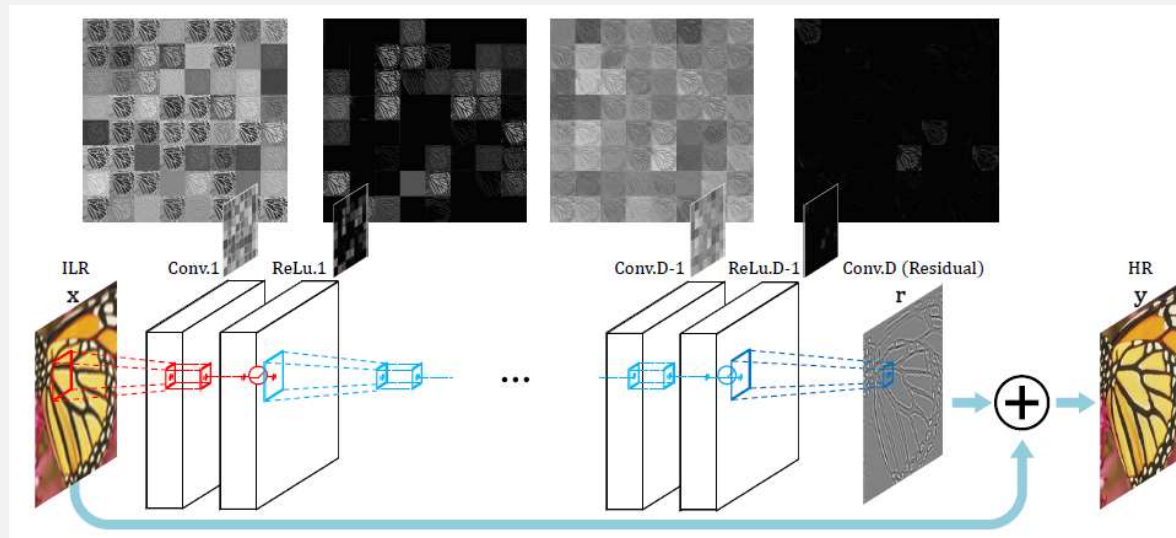 ILR
x
Conv.1
ReLu.1
...
Conv.D-1
ReLu.D-1
Conv.D (Residual)
r
HR
y